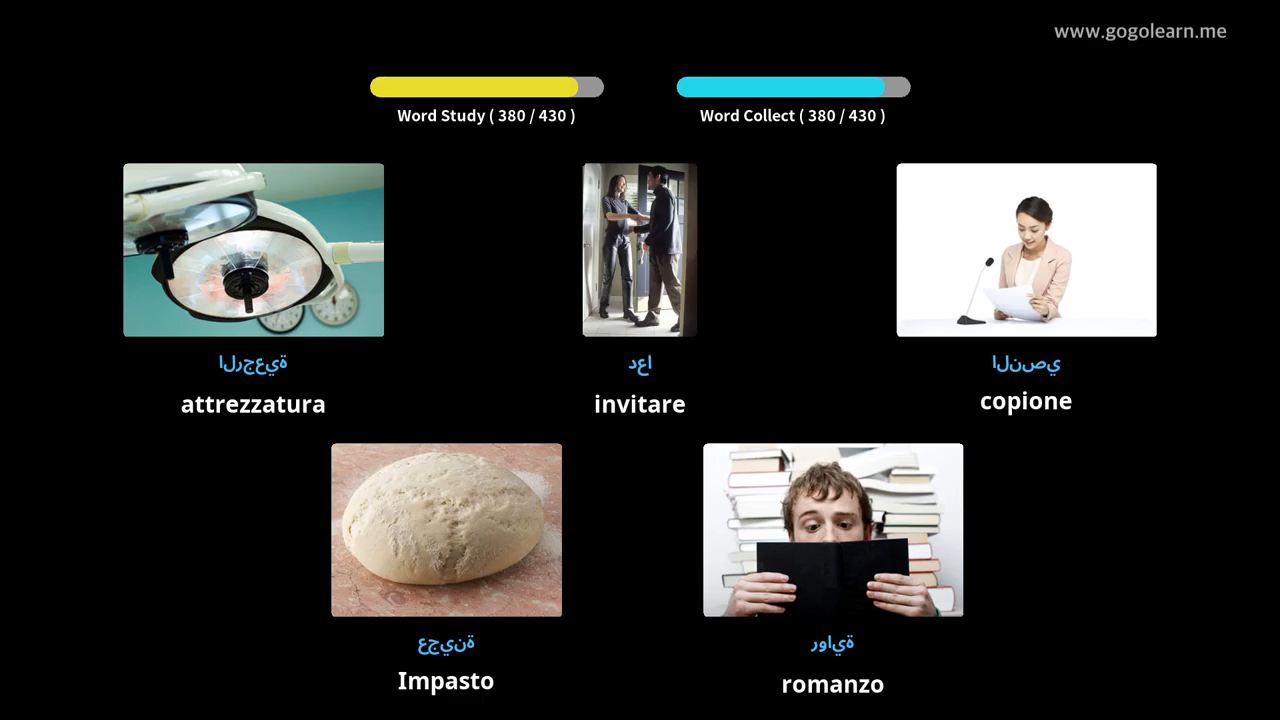 www.gogolearn.me
Word Study ( 380 / 430 )
Word Collect ( 380 / 430 )
الرجعية
attrezzatura
دعا
invitare
النصي
copione
عجينة
Impasto
رواية
romanzo